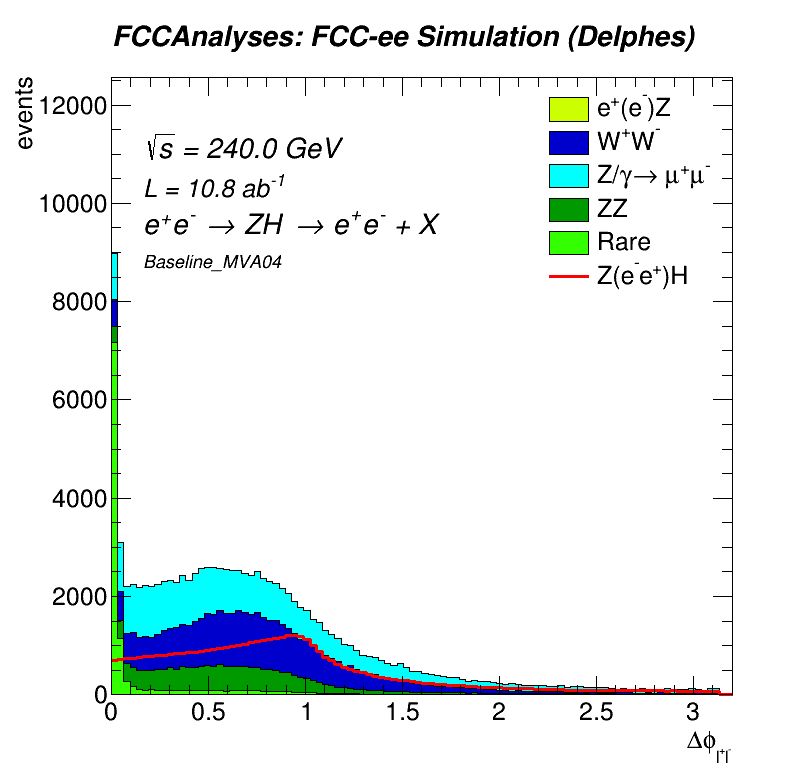 FCCAnalyses: FCC-ee Simulation (Delphes)
events
12000
10000
8000
6000
4000
2000
0
√s = 240.0 GeV
L = 10.8 ab⁻¹
e⁺e⁻ → ZH → e⁺e⁻ + X
Baseline_MVA04
e⁺(e⁻)Z
W⁺W⁻
Z/γ→ μ⁺μ⁻
ZZ
Rare
Z(e⁻e⁺)H
0 0.5 1 1.5 2 2.5 3
Δϕ_l⁺l⁻